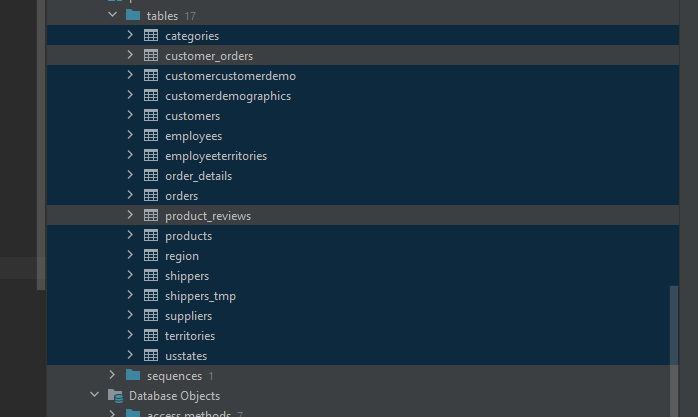 tables 17
categories
customer_orders
customercustomerdemo
customerdemographics
customers
employees
employeeterritories
order_details
orders
product_reviews
products
region
shippers
shippers_tmp
suppliers
territories
usstates
sequences 1
Database Objects
access methods 7